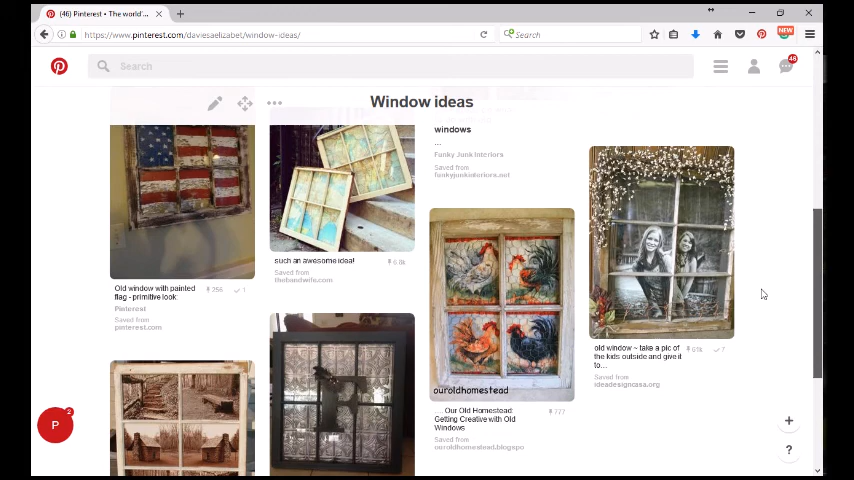 (46) Pinterest • The world'...
https://www.pinterest.com/daviesaelizabet/window-ideas/
Search
NEW
Search
46
Window ideas
windows
...
Funky Junk Interiors
Saved from
funkyjunkinteriors.net
such an awesome idea!
6.8k
Saved from
thehandwife.com
Old window with painted
flag - primitive look:
256
1
Pinterest
Saved from
pinterest.com
ouroldhomestead
.... Our Old Homestead:
Getting Creative with Old
Windows
777
Saved from
ouroldhomestead.blogspo
old window ~ take a pic of
the kids outside and give it
to...
7
Saved from
ideadesigncasa.org
F
P
2
+
?